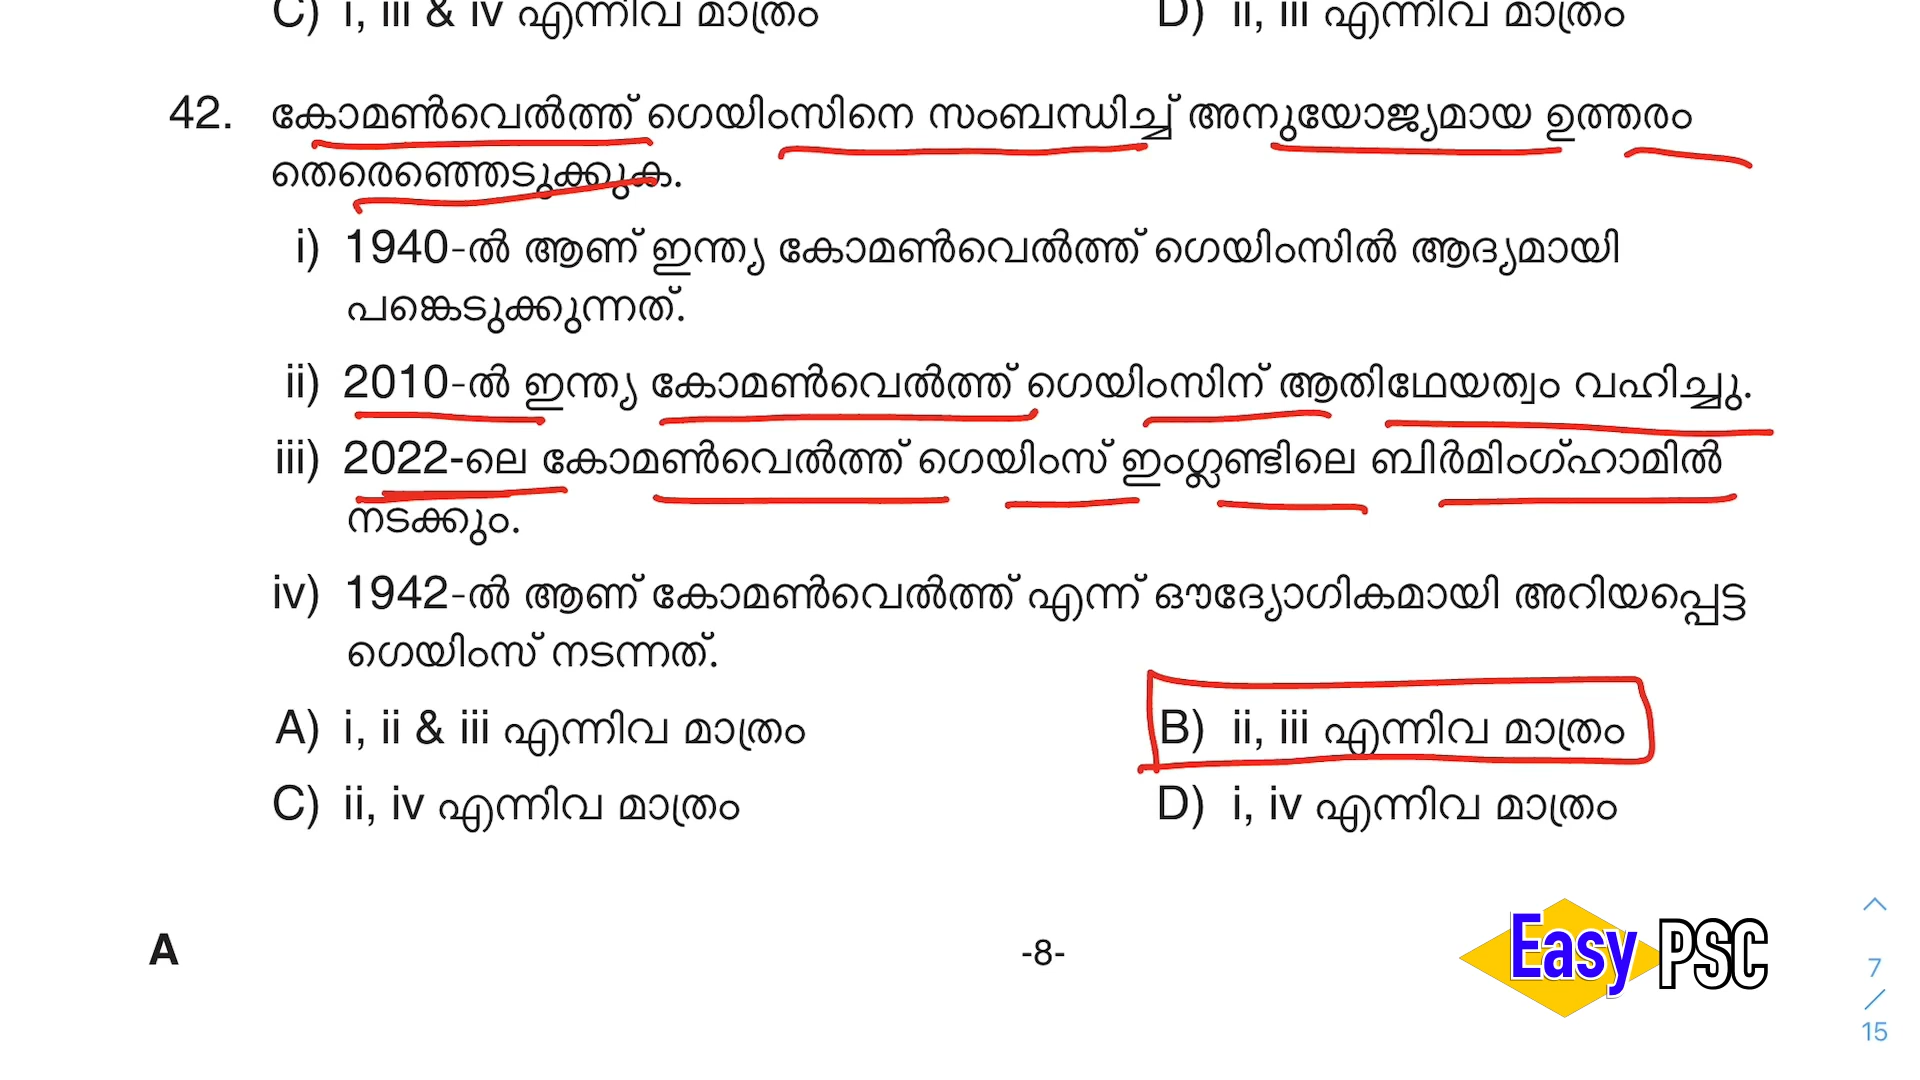 C) i, iii & iv എന്നിവ മാത്രം D) ii, iii എന്നിവ മാത്രം
42. കോമൺവെൽത്ത് ഗെയിംസിനെ സംബന്ധിച്ച് അനുയോജ്യമായ ഉത്തരം
തെരഞ്ഞെടുക്കുക.
i) 1940-ൽ ആണ് ഇന്ത്യ കോമൺവെൽത്ത് ഗെയിംസിൽ ആദ്യമായി
പങ്കെടുക്കുന്നത്.
ii) 2010-ൽ ഇന്ത്യ കോമൺവെൽത്ത് ഗെയിംസിന് ആതിഥേയത്വം വഹിച്ചു.
iii) 2022-ലെ കോമൺവെൽത്ത് ഗെയിംസ് ഇംഗ്ലണ്ടിലെ ബിർമിംഗ്ഹാമിൽ
നടക്കും.
iv) 1942-ൽ ആണ് കോമൺവെൽത്ത് എന്ന് ഔദ്യോഗികമായി അറിയപ്പെട്ട
ഗെയിംസ് നടന്നത്.
A) i, ii & iii എന്നിവ മാത്രം B) ii, iii എന്നിവ മാത്രം
C) ii, iv എന്നിവ മാത്രം D) i, iv എന്നിവ മാത്രം
A -8- Easy PSC
7
/
15